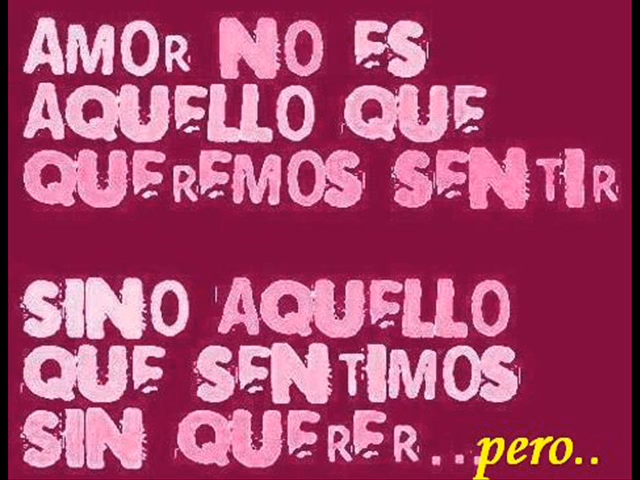 AMOR NO ES
AQUELLO QUE
QUEREMOS SENTIR
SINO AQUELLO
QUE SENTIMOS
SIN QUERER...pero..